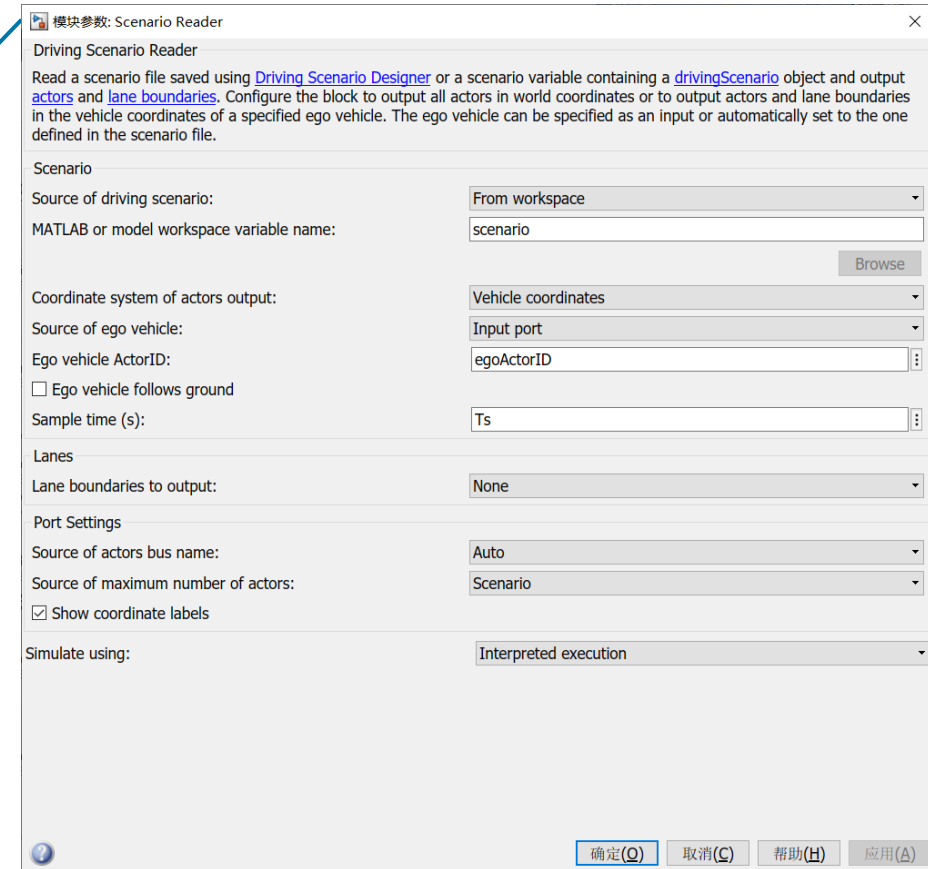 模块参数: Scenario Reader
Driving Scenario Reader
Read a scenario file saved using Driving Scenario Designer or a scenario variable containing a drivingScenario object and output
actors and lane boundaries. Configure the block to output all actors in world coordinates or to output actors and lane boundaries
in the vehicle coordinates of a specified ego vehicle. The ego vehicle can be specified as an input or automatically set to the one
defined in the scenario file.
Scenario
Source of driving scenario: From workspace
MATLAB or model workspace variable name: scenario
Browse
Coordinate system of actors output: Vehicle coordinates
Source of ego vehicle: Input port
Ego vehicle ActorID: egoActorID
Ego vehicle follows ground
Sample time (s): Ts
Lanes
Lane boundaries to output: None
Port Settings
Source of actors bus name: Auto
Source of maximum number of actors: Scenario
Show coordinate labels
Simulate using: Interpreted execution
确定(O) 取消(C) 帮助(H) 应用(A)